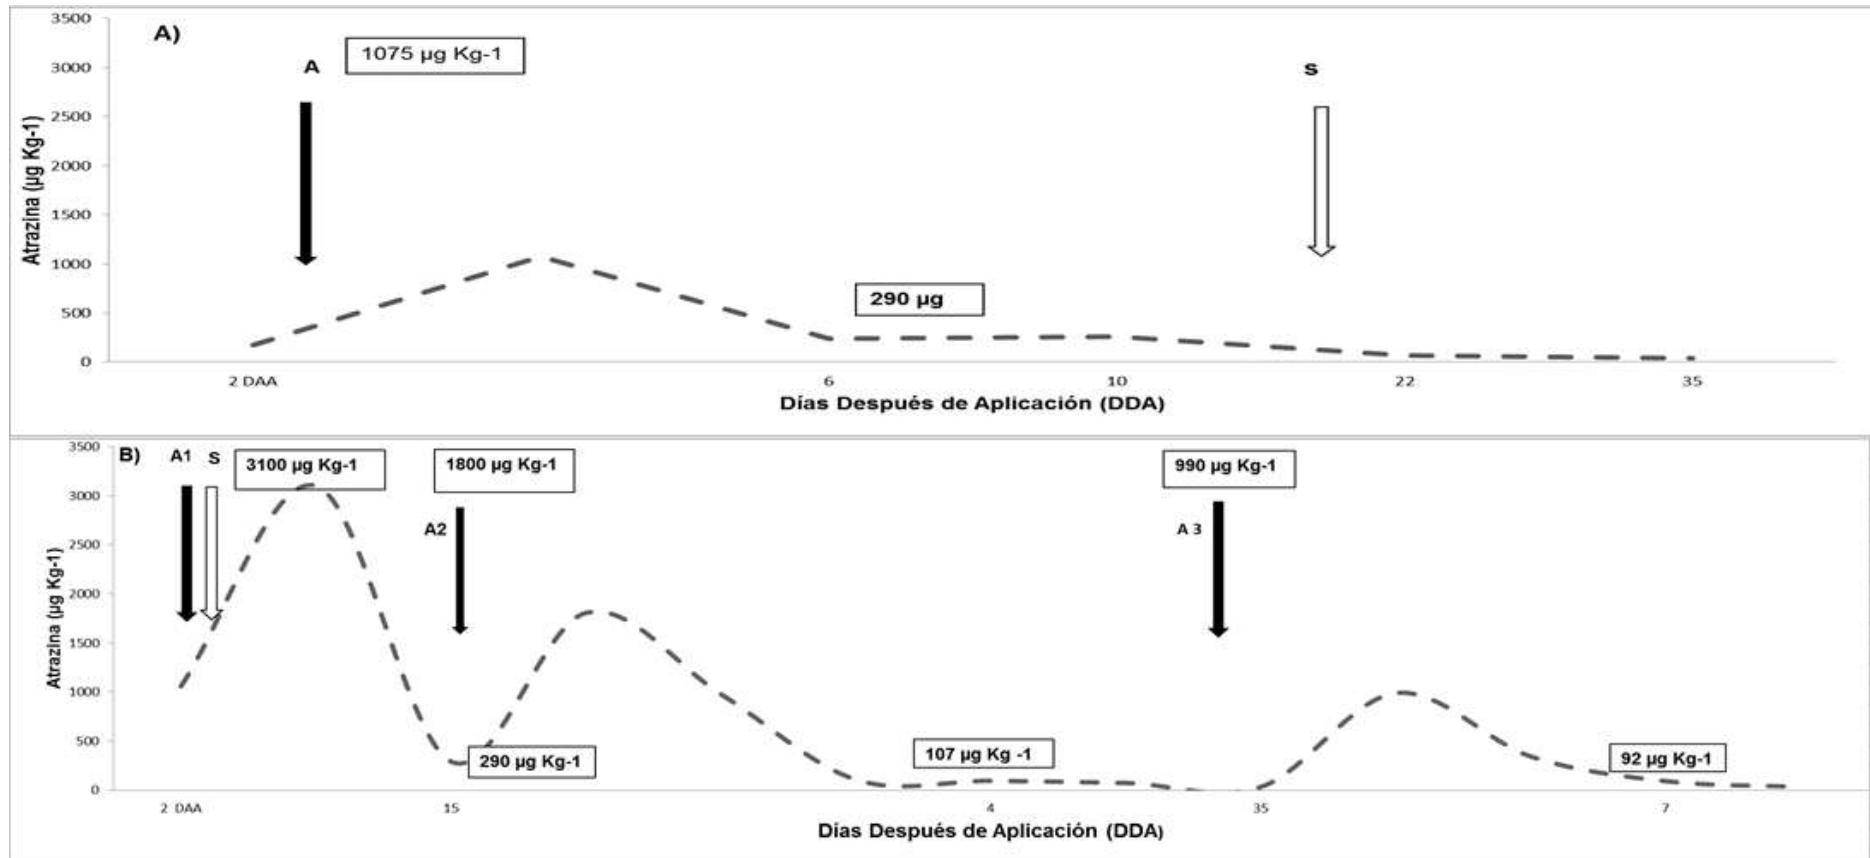 A)
A
1075 µg Kg-1
S
3500
3000
2500
2000
1500
1000
500
0
Atrazina (µg Kg-1)
290 µg
2 DAA 6 10 22 35
Días Después de Aplicación (DDA)
B)
A1 S
3100 µg Kg-1
1800 µg Kg-1
990 µg Kg-1
A2
A 3
3500
3000
2500
2000
1500
1000
500
0
Atrazina (µg Kg-1)
290 µg Kg-1
107 µg Kg -1
92 µg Kg-1
2 DAA 15 4 35 7
Días Después de Aplicación (DDA)